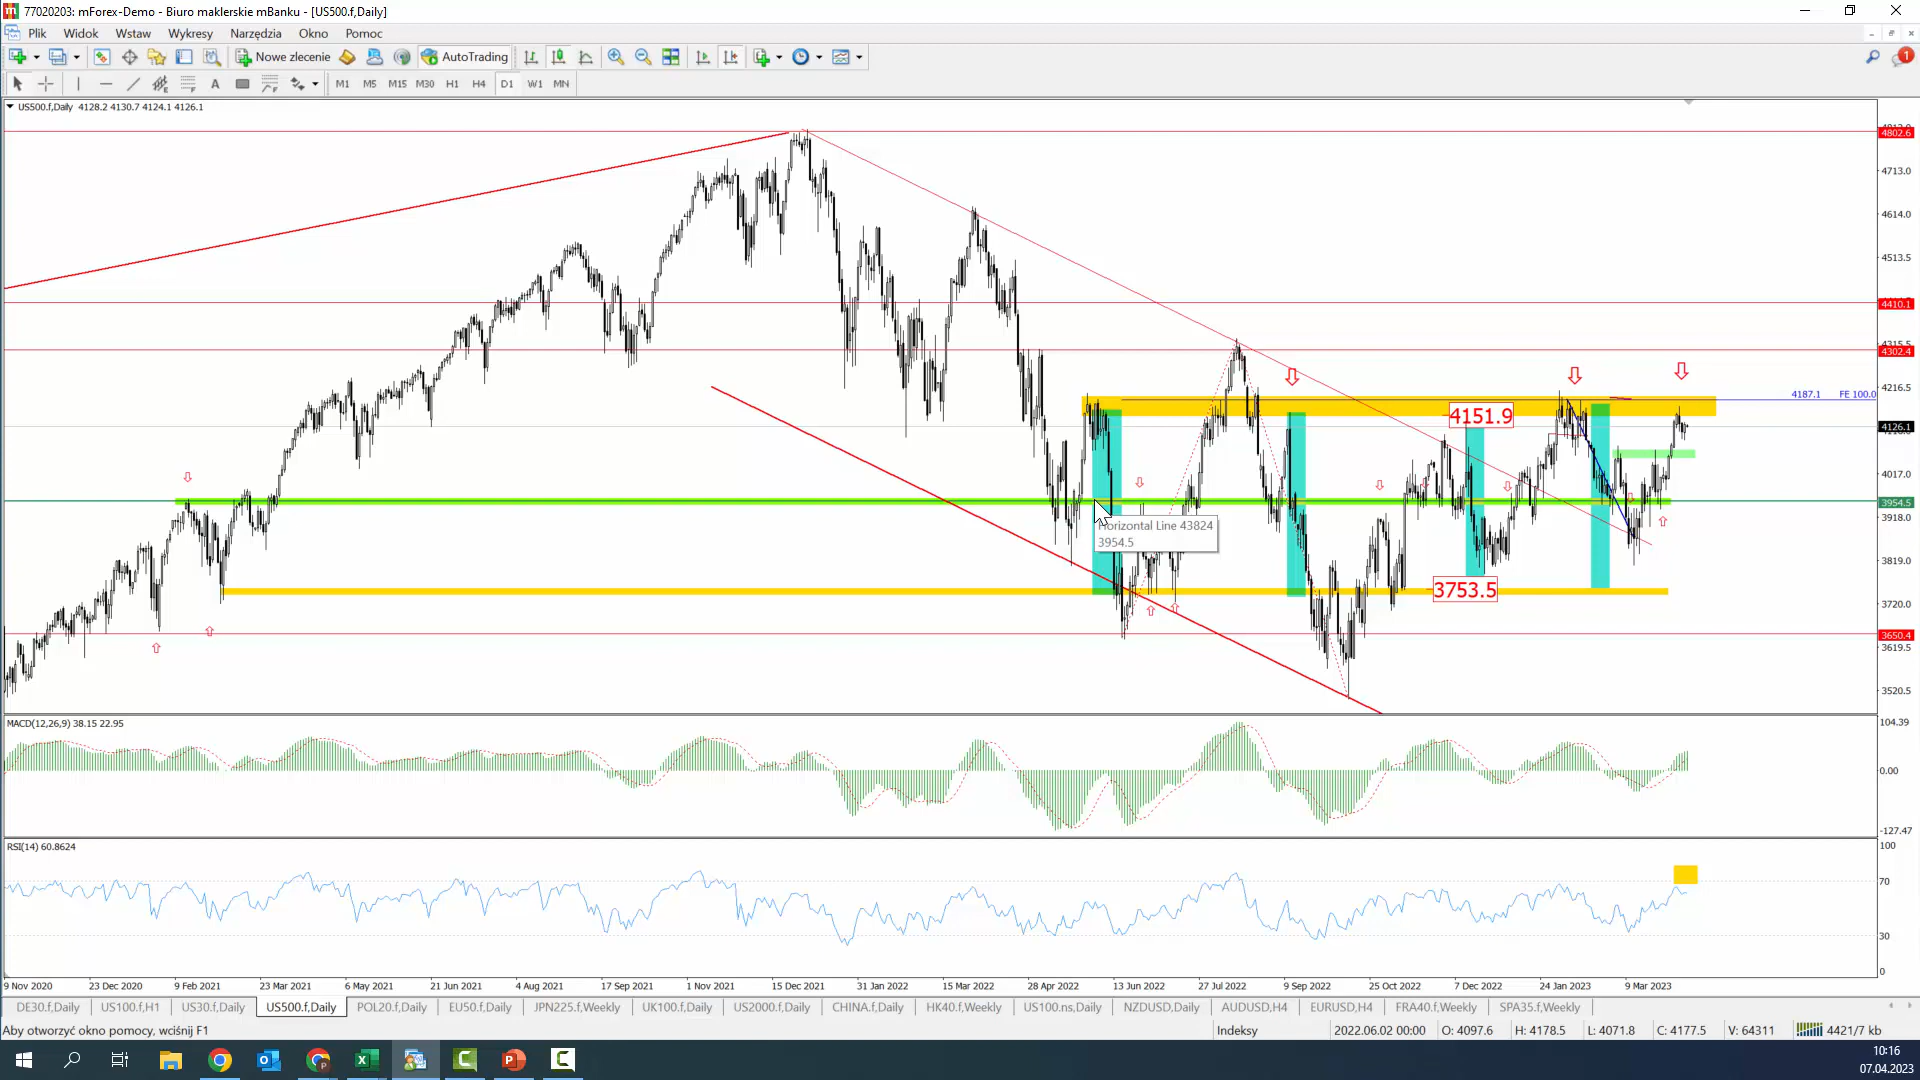 77020203: mForex-Demo - Biuro maklerskie mBanku - [US500.f,Daily]
Plik Widok Wstaw Wykresy Narzędzia Okno Pomoc
Nowe zlecenie AutoTrading 1
A M1 M5 M15 M30 H1 H4 D1 W1 MN
US500.f,Daily 4128.2 4130.7 4124.1 4126.1
4802.6
4713.0
4614.0
4513.5
4410.1
4315.5
4302.4
4216.5
4187.1 FE 100.0
4151.9
4126.1
4017.0
3954.5
3918.0
Horizontal Line 43824
3954.5
3819.0
3753.5
3720.0
3650.4
3619.5
3520.5
MACD(12,26,9) 38.15 22.95
104.39
0.00
-127.47
RSI(14) 60.8624
100
70
30
0
9 Nov 2020 23 Dec 2020 9 Feb 2021 23 Mar 2021 6 May 2021 21 Jun 2021 4 Aug 2021 17 Sep 2021 1 Nov 2021 15 Dec 2021 31 Jan 2022 15 Mar 2022 28 Apr 2022 13 Jun 2022 27 Jul 2022 9 Sep 2022 25 Oct 2022 7 Dec 2022 24 Jan 2023 9 Mar 2023
DE30.f,Daily US100.f,H1 US30.f,Daily US500.f,Daily POL20.f,Daily EU50.f,Daily JPN225.f,Weekly UK100.f,Daily US2000.f,Daily CHINA.f,Daily HK40.f,Weekly US100.ns,Daily NZDUSD,Daily AUDUSD,H4 EURUSD,H4 FRA40.f,Weekly SPA35.f,Weekly
Aby otworzyć okno pomocy, wciśnij F1 Indeksy 2022.06.02 00:00 O: 4097.6 H: 4178.5 L: 4071.8 C: 4177.5 V: 64311 4421/7 kb
10:16
07.04.2023